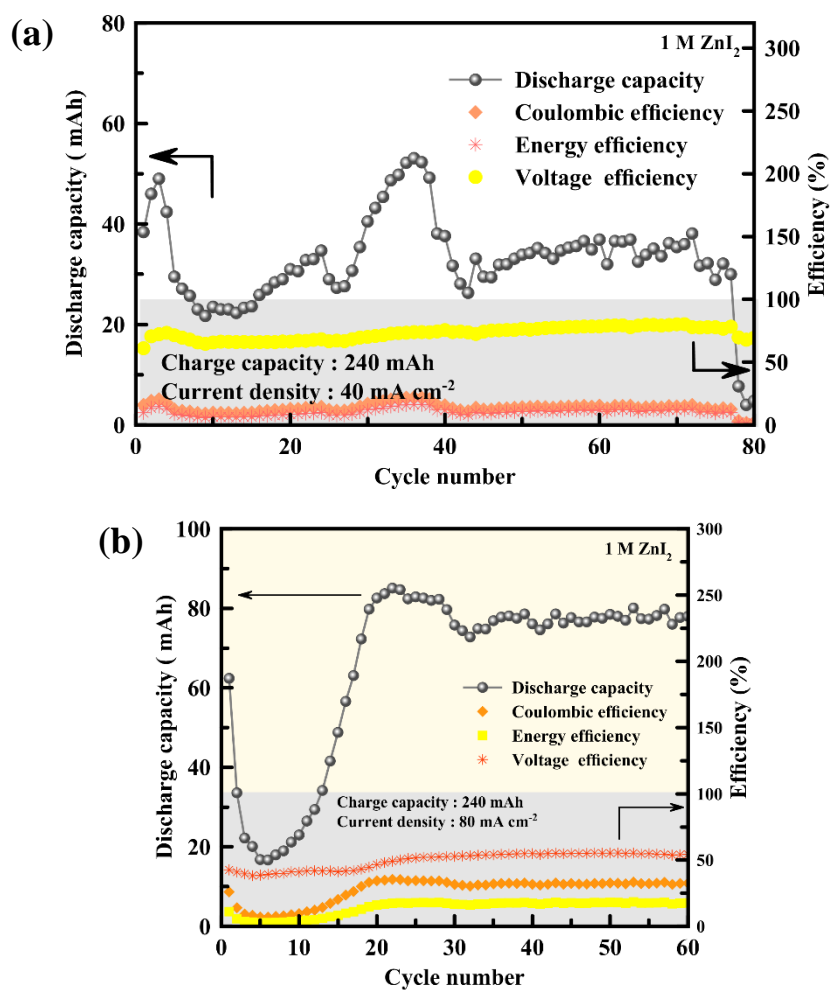 (a)
1 M ZnI₂
Discharge capacity
Coulombic efficiency
Energy efficiency
Voltage efficiency
Charge capacity : 240 mAh
Current density : 40 mA cm⁻²
Discharge capacity ( mAh)
80
60
40
20
0
Efficiency (%)
300
250
200
150
100
50
0
0 20 40 60 80
Cycle number
(b)
1 M ZnI₂
Discharge capacity
Coulombic efficiency
Energy efficiency
Voltage efficiency
Charge capacity : 240 mAh
Current density : 80 mA cm⁻²
Discharge capacity ( mAh)
100
80
60
40
20
0
Efficiency (%)
300
250
200
150
100
50
0
0 10 20 30 40 50 60
Cycle number